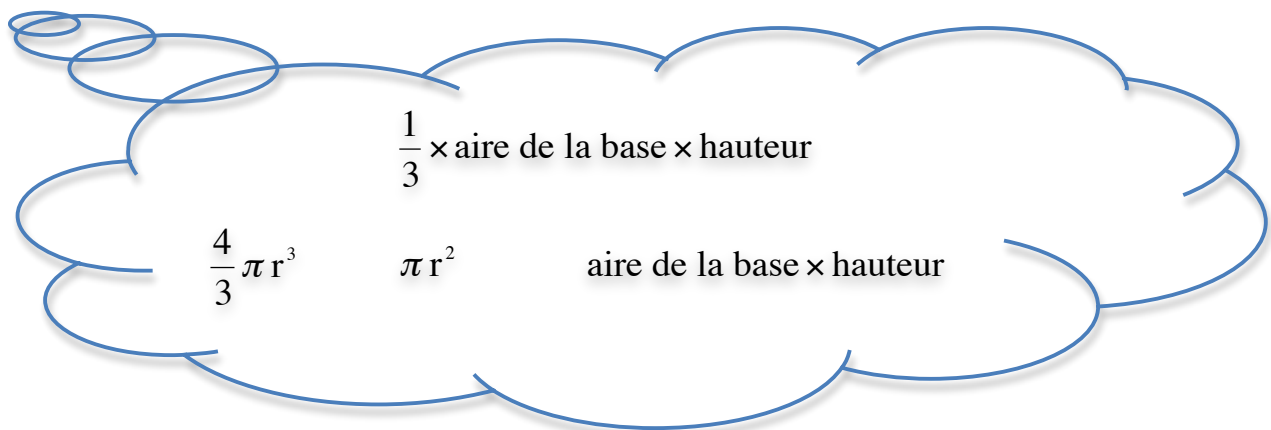 1/3 × aire de la base × hauteur
4/3 π r³ π r² aire de la base × hauteur